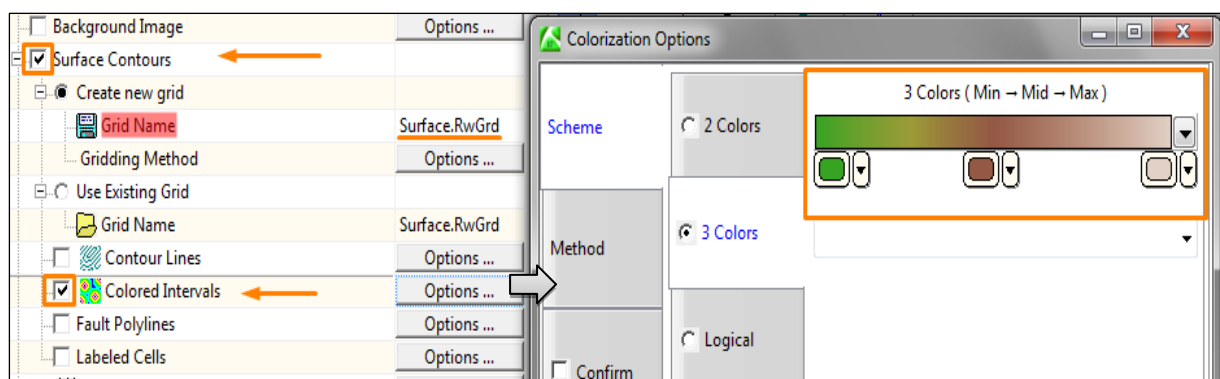 Background Image Options ...
Surface Contours
Create new grid
Grid Name Surface.RwGrd
Gridding Method Options ...
Use Existing Grid
Grid Name Surface.RwGrd
Contour Lines Options ...
Colored Intervals Options ...
Fault Polylines Options ...
Labeled Cells Options ...
Colorization Options
Scheme
Method
Confirm
2 Colors
3 Colors
Logical
3 Colors ( Min → Mid → Max )